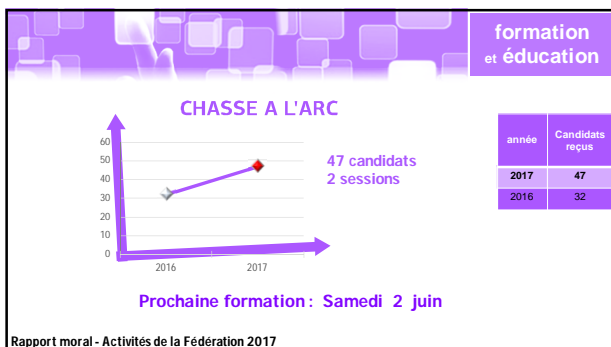 formation
et éducation
CHASSE A L'ARC
60
50
40
30
20
10
0
2016 2017
47 candidats
2 sessions
année Candidats reçus
2017 47
2016 32
Prochaine formation : Samedi 2 juin
Rapport moral - Activités de la Fédération 2017